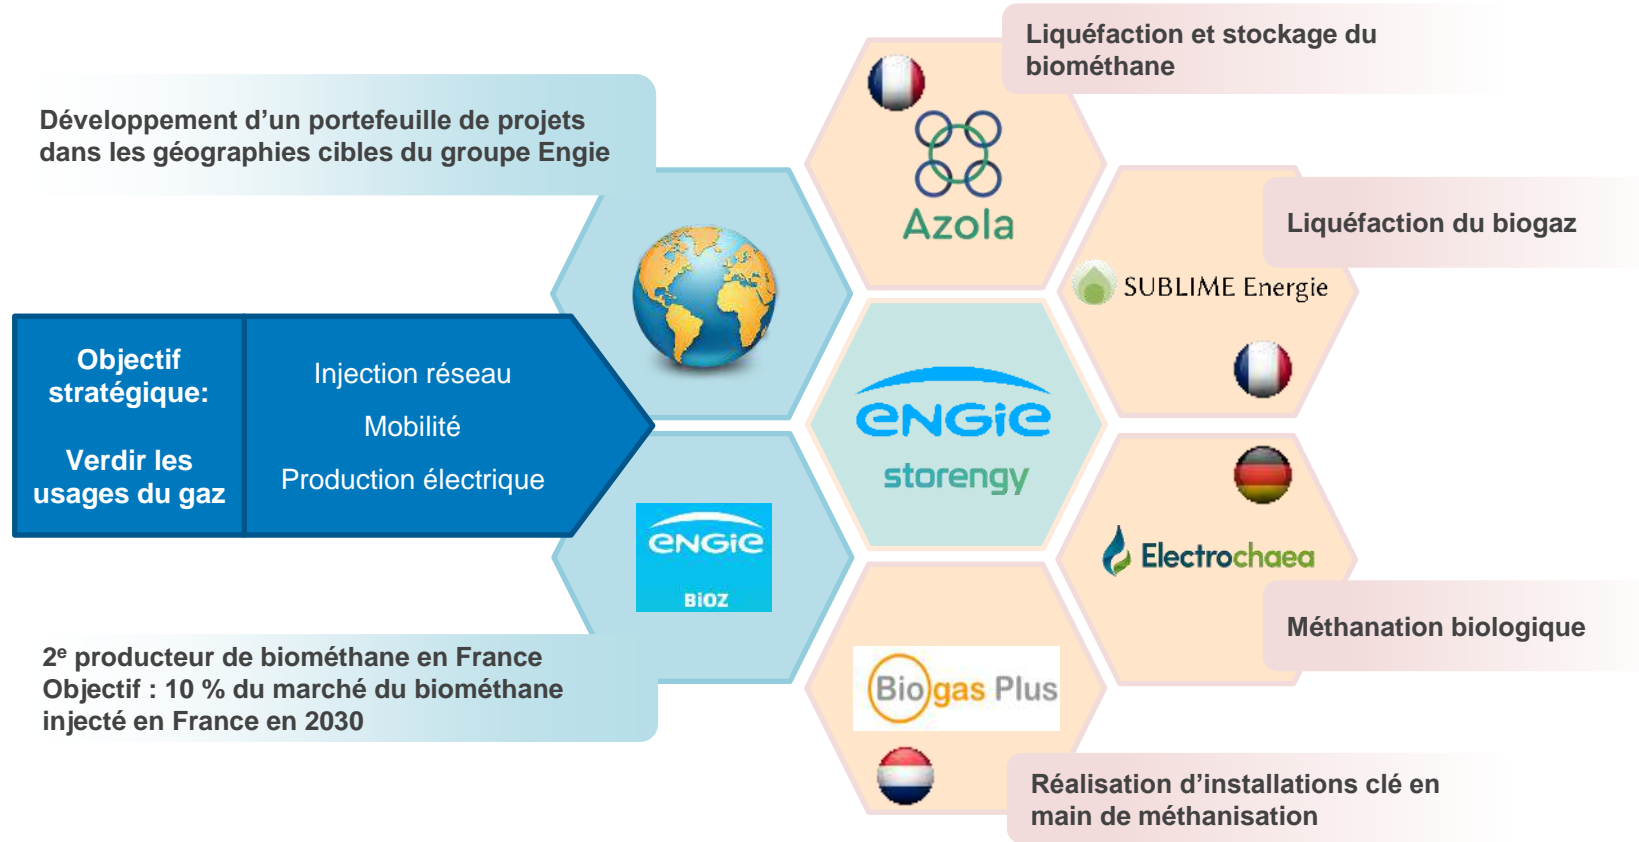 Liquéfaction et stockage du
biométhane
Développement d’un portefeuille de projets
dans les géographies cibles du groupe Engie
Azola
Liquéfaction du biogaz
SUBLIME Energie
Objectif
stratégique:
Verdir les
usages du gaz
Injection réseau
Mobilité
Production électrique
ENGIE
storengy
ENGIE
BiOZ
Electrochaea
Méthanation biologique
2e producteur de biométhane en France
Objectif : 10 % du marché du biométhane
injecté en France en 2030
Biogas Plus
Réalisation d’installations clé en
main de méthanisation